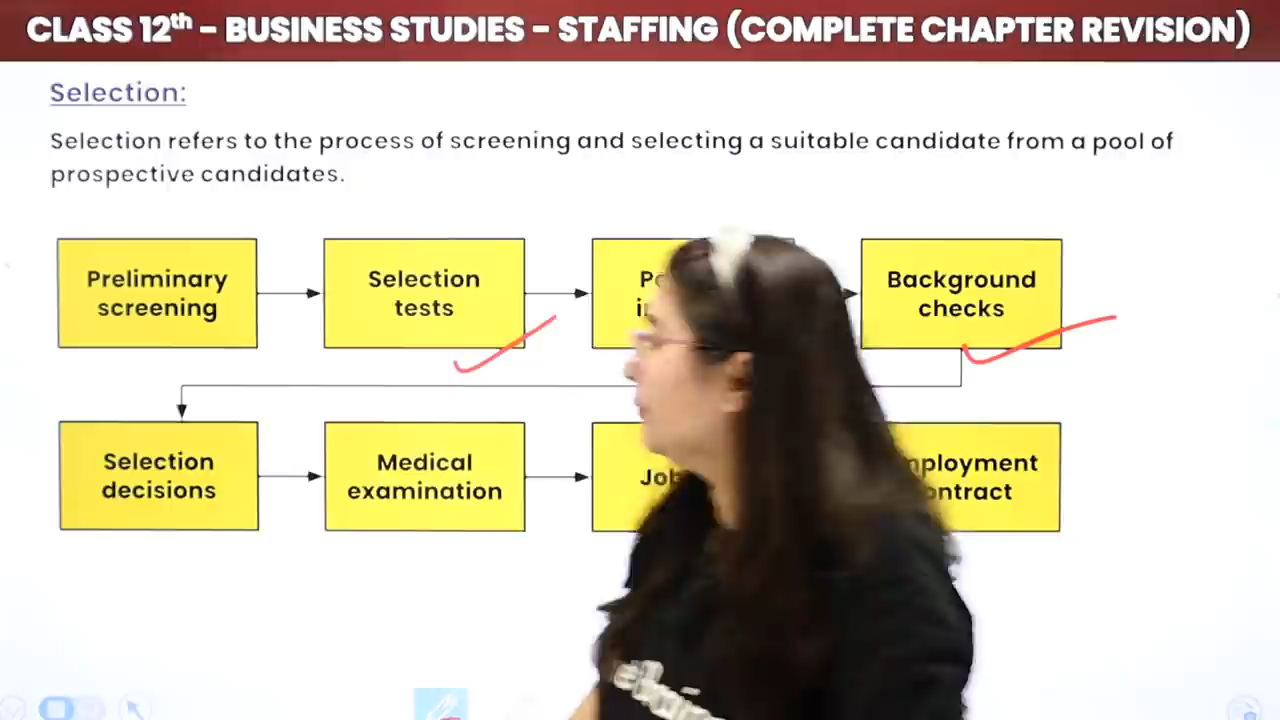 CLASS 12th - BUSINESS STUDIES - STAFFING (COMPLETE CHAPTER REVISION)
Selection:
Selection refers to the process of screening and selecting a suitable candidate from a pool of
prospective candidates.
Preliminary
screening
Selection
tests
Background
checks
Selection
decisions
Medical
examination
Job